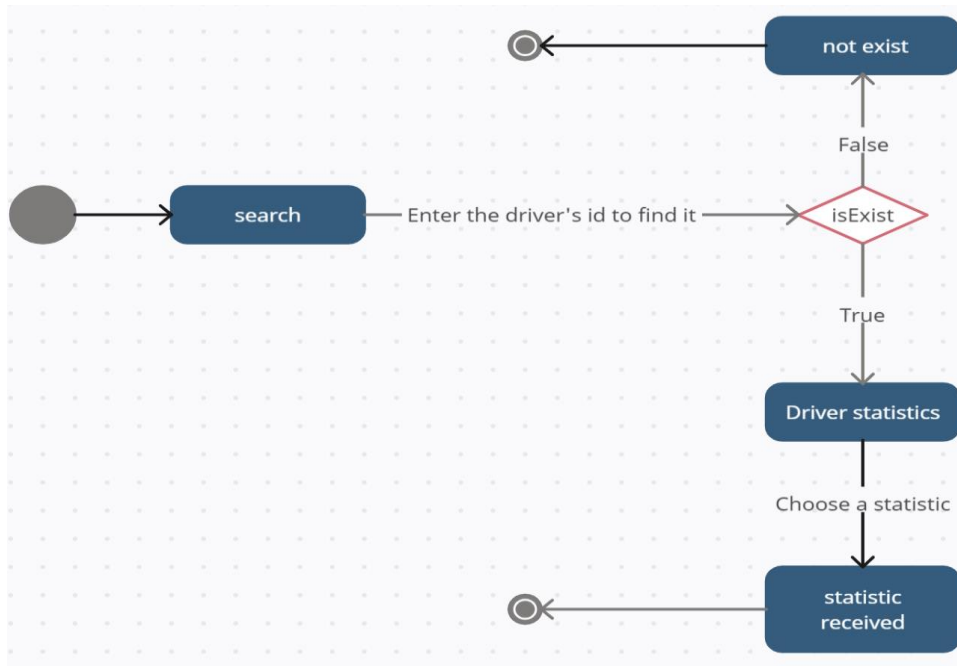 not exist
False
search
Enter the driver's id to find it
isExist
True
Driver statistics
Choose a statistic
statistic
received